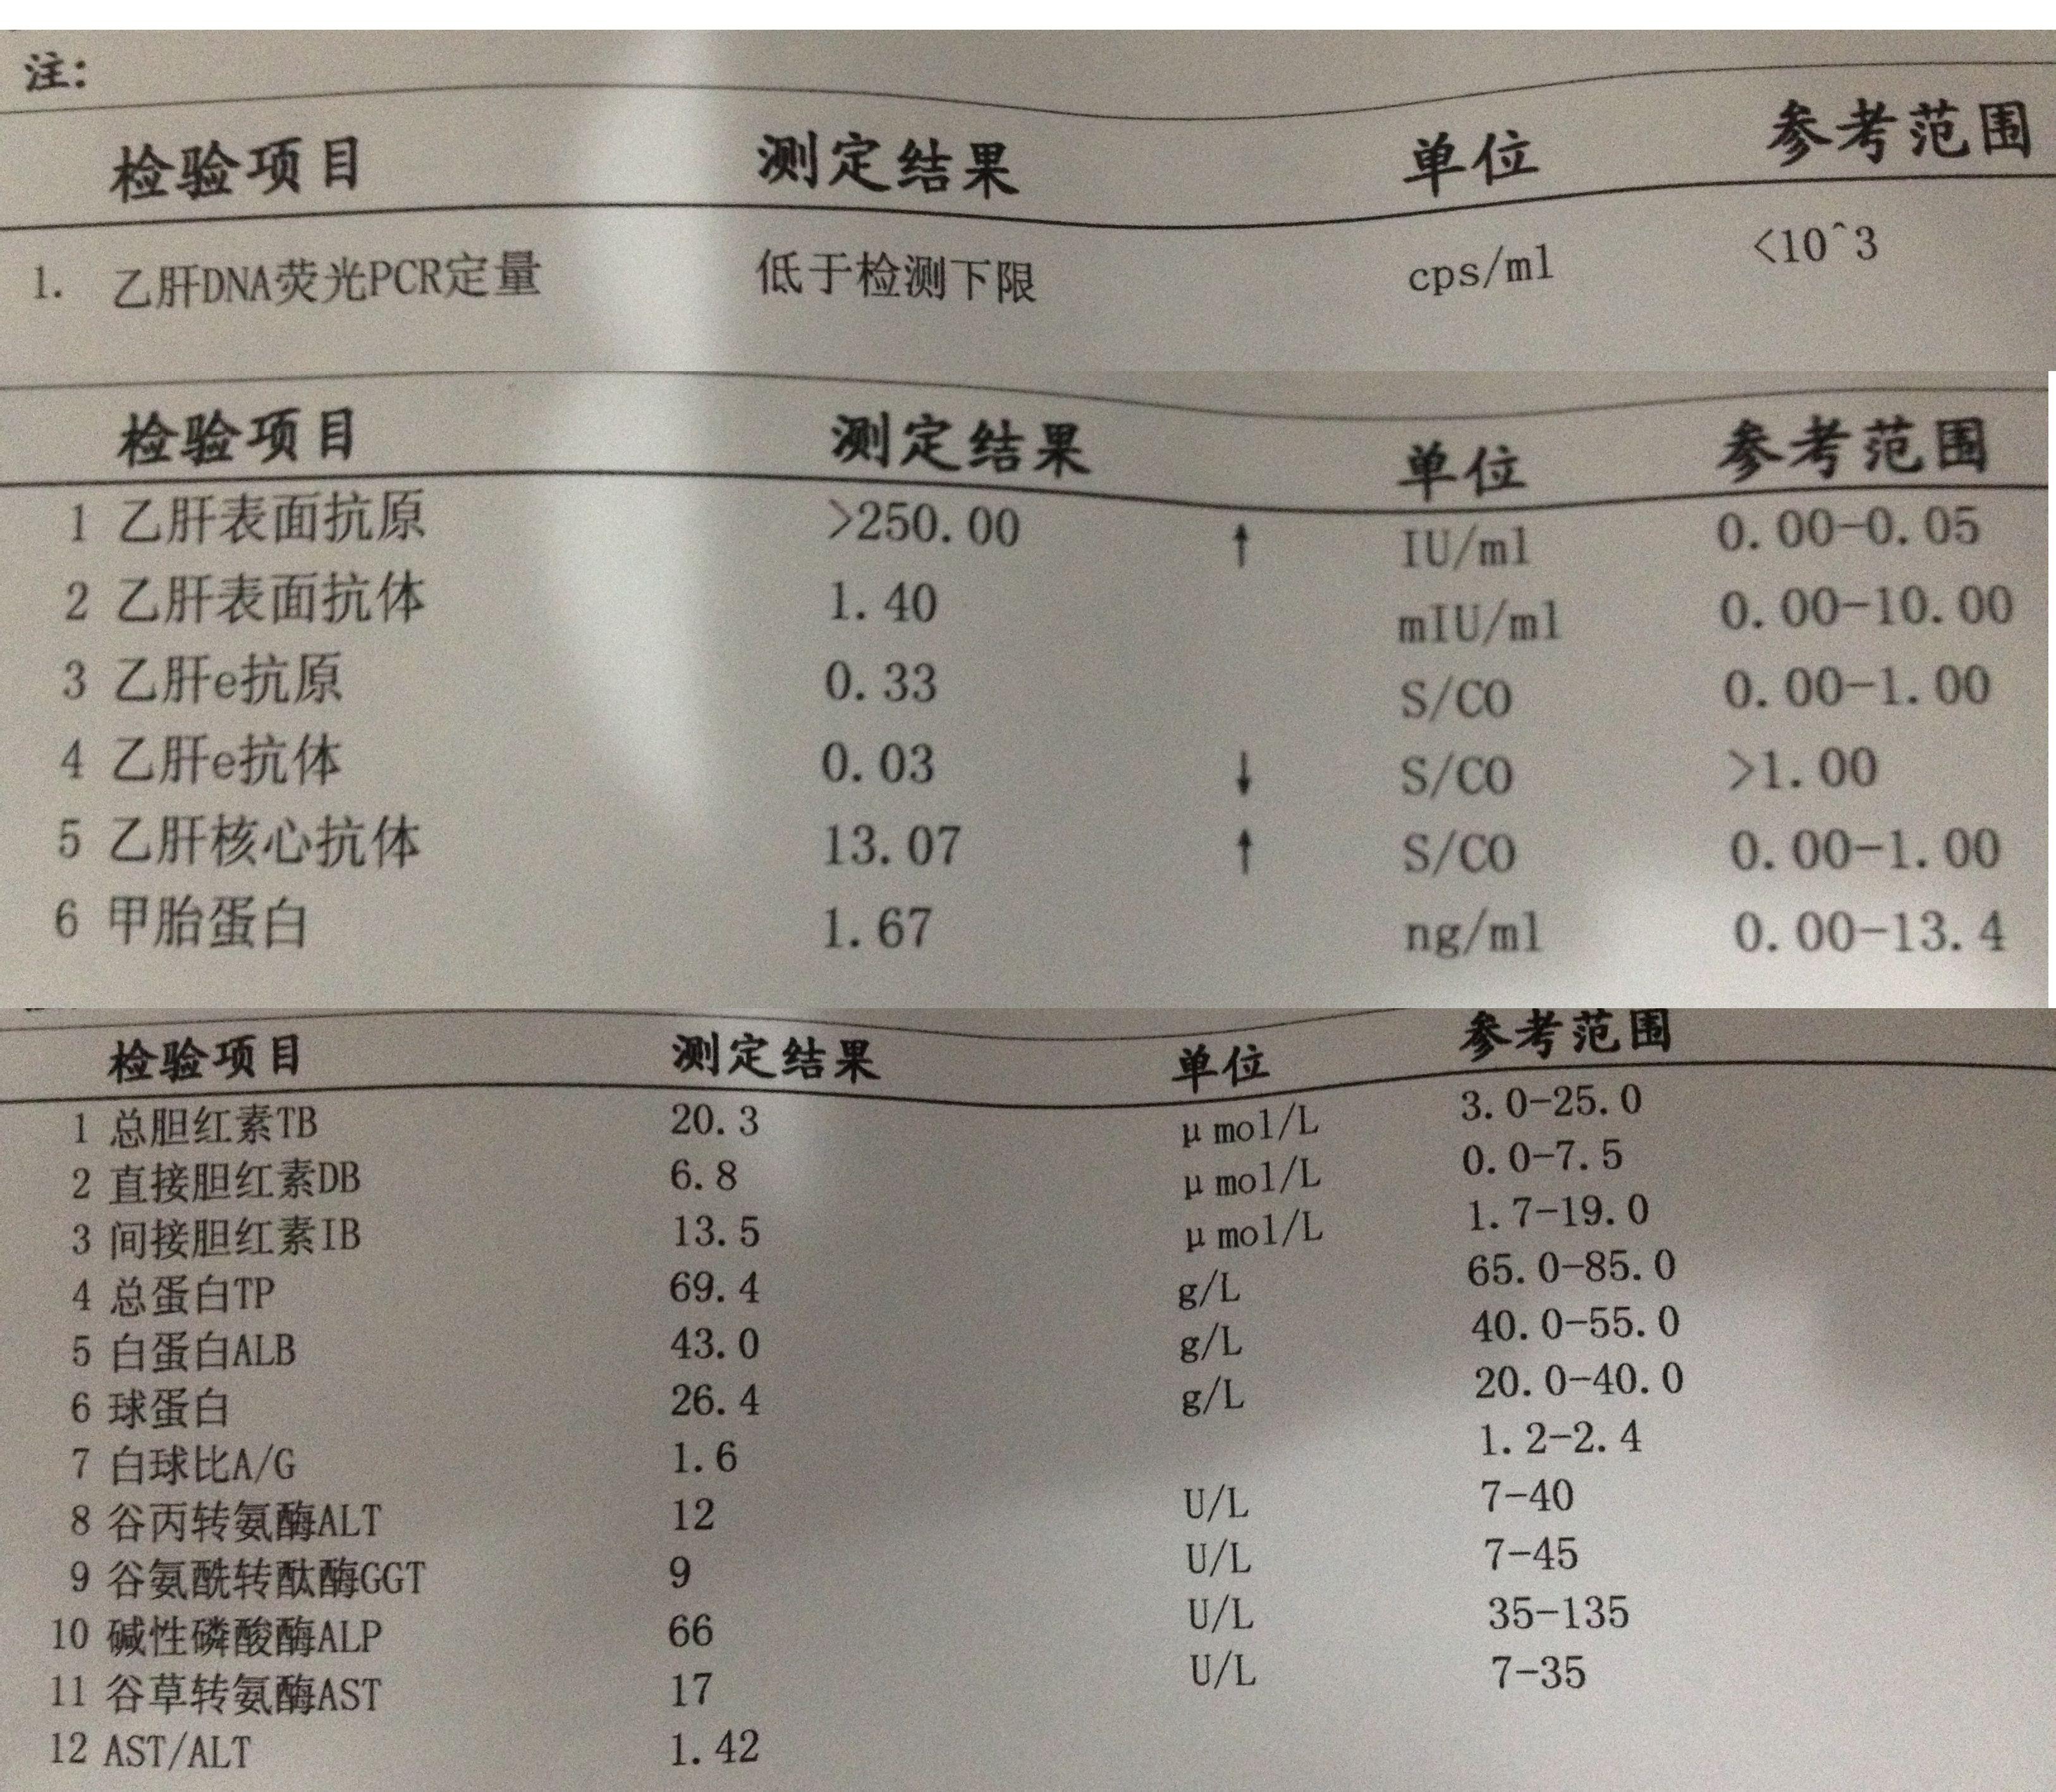 注:
检验项目 测定结果 单位 参考范围
1. 乙肝DNA荧光PCR定量 低于检测下限 cps/ml <10^3
检验项目 测定结果 单位 参考范围
1 乙肝表面抗原 >250.00 ↑ IU/ml 0.00-0.05
2 乙肝表面抗体 1.40 mIU/ml 0.00-10.00
3 乙肝e抗原 0.33 S/CO 0.00-1.00
4 乙肝e抗体 0.03 ↓ S/CO >1.00
5 乙肝核心抗体 13.07 ↑ S/CO 0.00-1.00
6 甲胎蛋白 1.67 ng/ml 0.00-13.4
检验项目 测定结果 单位 参考范围
1 总胆红素TB 20.3 μmol/L 3.0-25.0
2 直接胆红素DB 6.8 μmol/L 0.0-7.5
3 间接胆红素IB 13.5 μmol/L 1.7-19.0
4 总蛋白TP 69.4 g/L 65.0-85.0
5 白蛋白ALB 43.0 g/L 40.0-55.0
6 球蛋白 26.4 g/L 20.0-40.0
7 白球比A/G 1.6 1.2-2.4
8 谷丙转氨酶ALT 12 U/L 7-40
9 谷氨酰转酞酶GGT 9 U/L 7-45
10 碱性磷酸酶ALP 66 U/L 35-135
11 谷草转氨酶AST 17 U/L 7-35
12 AST/ALT 1.42